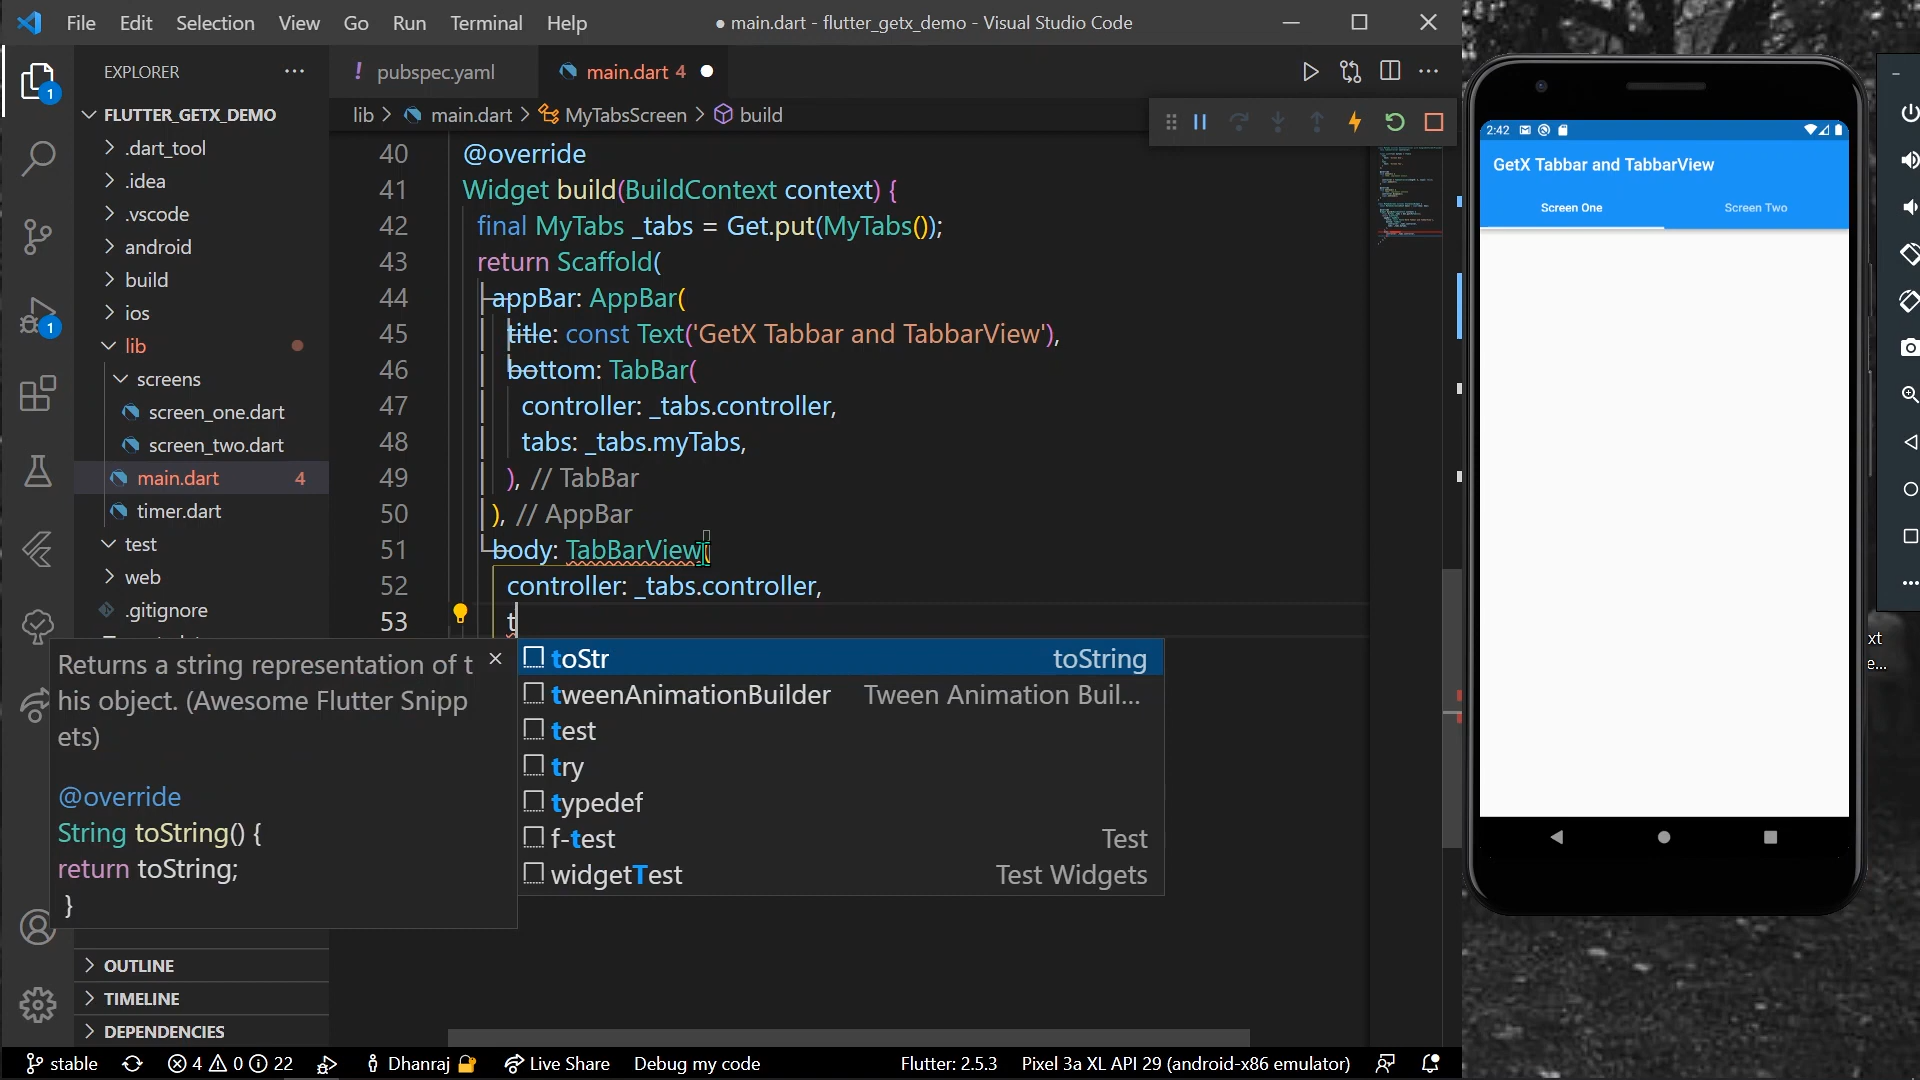 File Edit Selection View Go Run Terminal Help
● main.dart - flutter_getx_demo - Visual Studio Code
EXPLORER
! pubspec.yaml
main.dart 4 ●
lib > main.dart > MyTabsScreen > build
FLUTTER_GETX_DEMO
.dart_tool
.idea
.vscode
android
build
ios
lib
screens
screen_one.dart
screen_two.dart
main.dart 4
timer.dart
test
web
.gitignore
OUTLINE
TIMELINE
DEPENDENCIES
1
1
40 @override
41 Widget build(BuildContext context) {
42 final MyTabs _tabs = Get.put(MyTabs());
43 return Scaffold(
44 appBar: AppBar(
45 title: const Text('GetX Tabbar and TabbarView'),
46 bottom: TabBar(
47 controller: _tabs.controller,
48 tabs: _tabs.myTabs,
49 ), // TabBar
50 ), // AppBar
51 body: TabBarView(
52 controller: _tabs.controller,
53 t
Returns a string representation of t
his object. (Awesome Flutter Snipp
ets)
@override
String toString() {
return toString;
}
toStr toString
tweenAnimationBuilder Tween Animation Buil...
test
try
typedef
f-test Test
widgetTest Test Widgets
stable 4 0 22 Dhanraj Live Share Debug my code Flutter: 2.5.3 Pixel 3a XL API 29 (android-x86 emulator)
2:42
GetX Tabbar and TabbarView
Screen One Screen Two
xt
e...